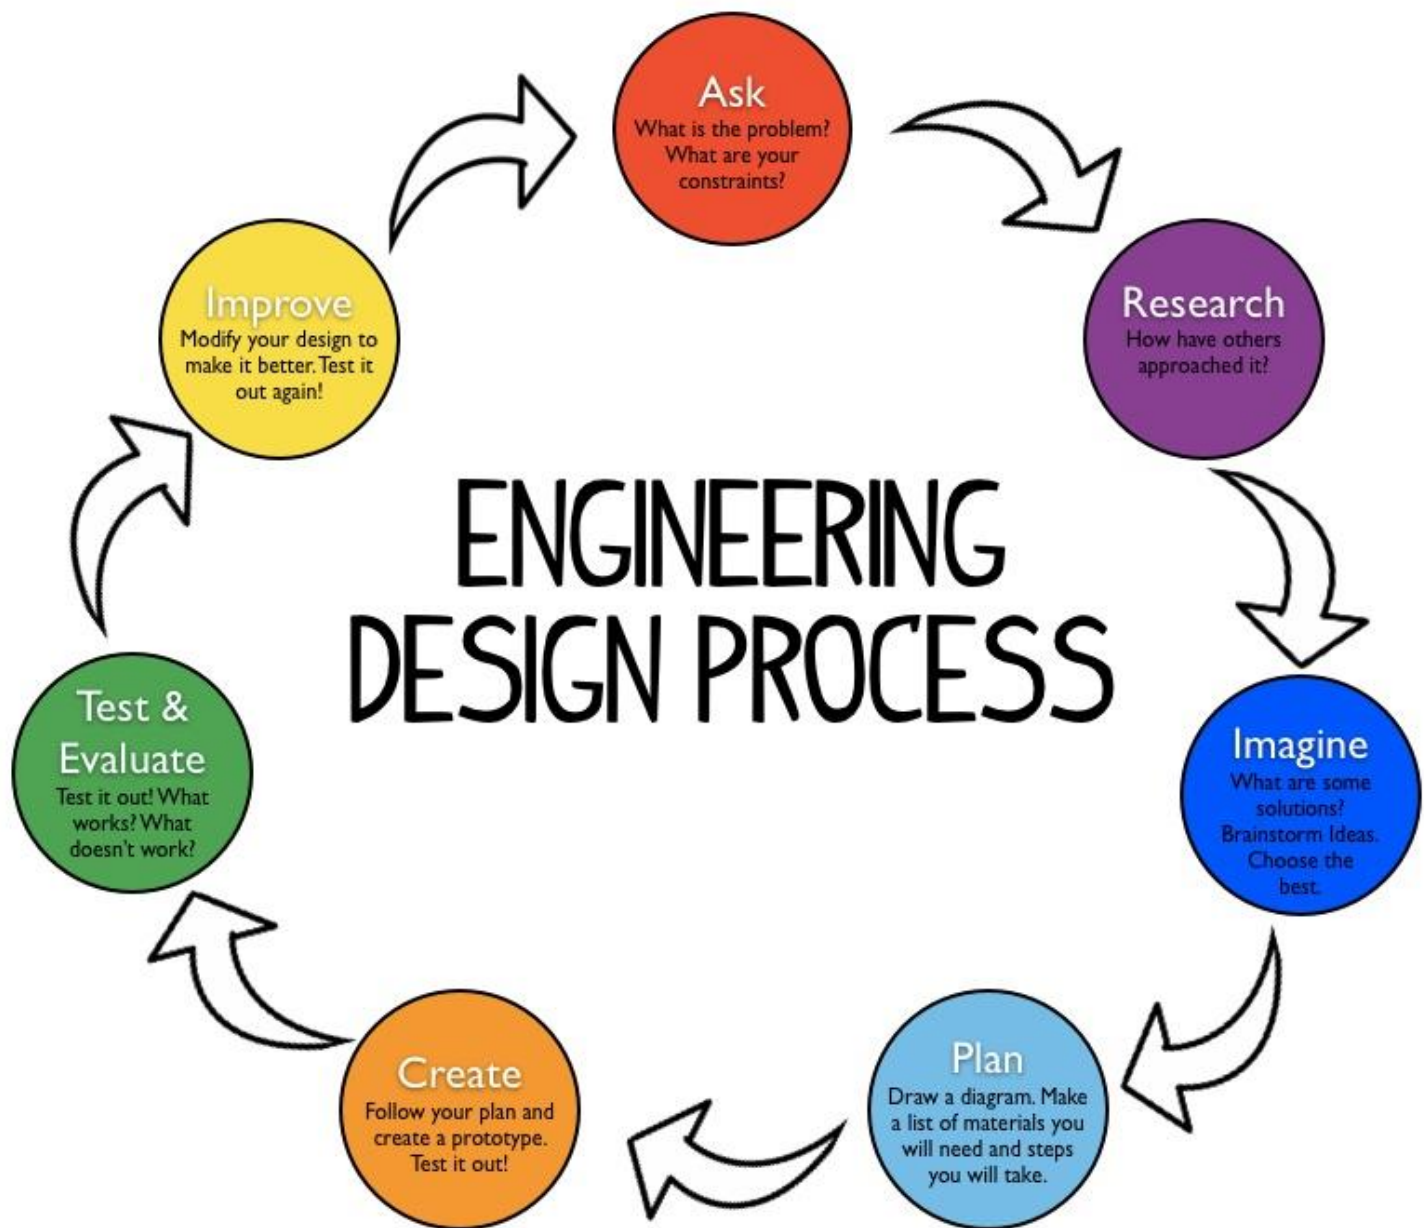 Ask
What is the problem?
What are your
constraints?
Research
How have others
approached it?
Imagine
What are some
solutions?
Brainstorm Ideas.
Choose the
best.
Plan
Draw a diagram. Make
a list of materials you
will need and steps
you will take.
Create
Follow your plan and
create a prototype.
Test it out!
Test &
Evaluate
Test it out! What
works? What
doesn't work?
Improve
Modify your design to
make it better. Test it
out again!
ENGINEERING
DESIGN PROCESS